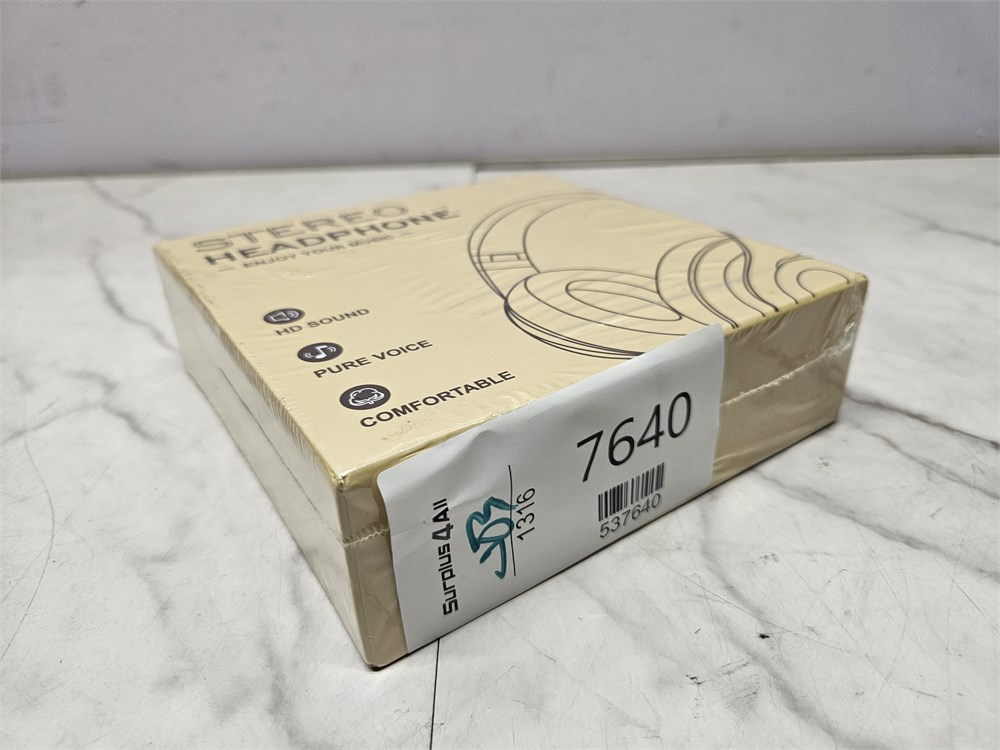 STEREO
HEADPHONE
— ENJOY YOUR MUSIC —
HD SOUND
PURE VOICE
COMFORTABLE
Surplus4All
1316
7640
537640